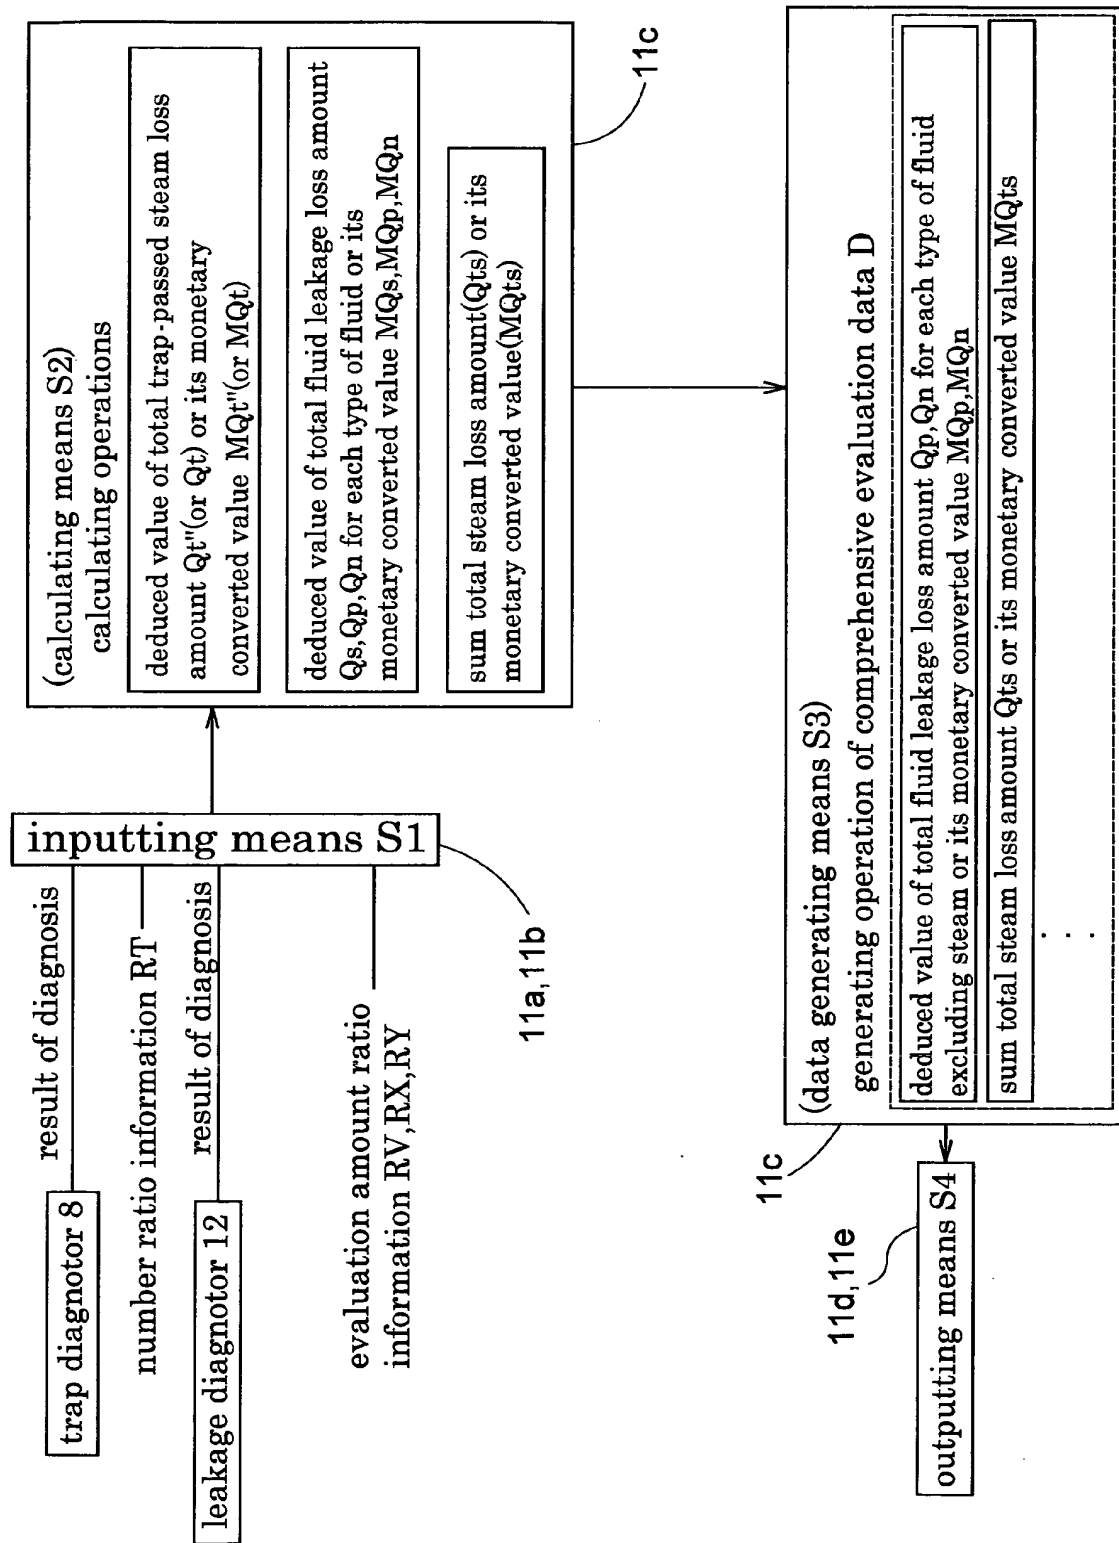 trap diagnotor 8
result of diagnosis
number ratio information RT
leakage diagnotor 12
result of diagnosis
evaluation amount ratio
information RV,RX,RY
inputting means S1
11a,11b
(calculating means S2)
calculating operations
deduced value of total trap-passed steam loss
amount Qt"(or Qt) or its monetary
converted value MQt"(or MQt)
deduced value of total fluid leakage loss amount
Qs,Qp,Qn for each type of fluid or its
monetary converted value MQs,MQp,MQn
sum total steam loss amount(Qts) or its
monetary converted value(MQts)
11c
(data generating means S3)
generating operation of comprehensive evaluation data D
deduced value of total fluid leakage loss amount Qp,Qn for each type of fluid
excluding steam or its monetary converted value MQp,MQn
sum total steam loss amount Qts or its monetary converted value MQts
. . .
11c
outputting means S4
11d,11e